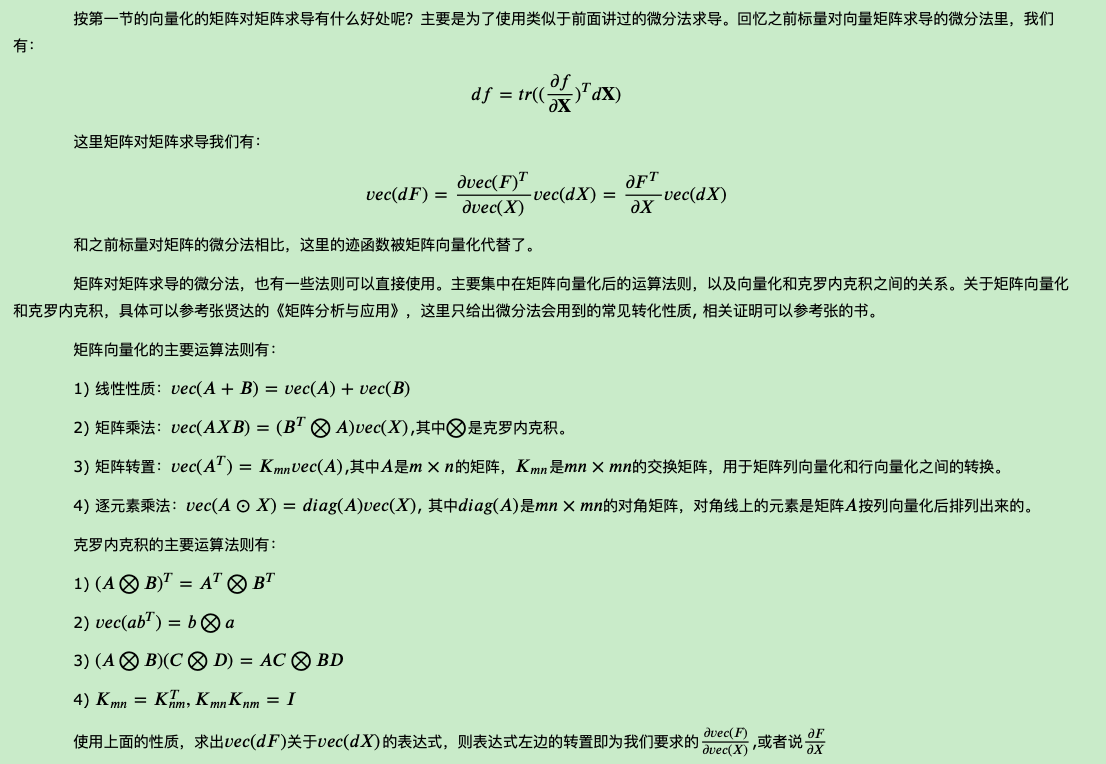 按第一节的向量化的矩阵对矩阵求导有什么好处呢？主要是为了使用类似于前面讲过的微分法求导。回忆之前标量对向量矩阵求导的微分法里，我们
有：
$df = tr((\frac{\partial f}{\partial \mathbf{X}})^T d\mathbf{X})$
这里矩阵对矩阵求导我们有：
$vec(dF) = \frac{\partial vec(F)^T}{\partial vec(X)} vec(dX) = \frac{\partial F^T}{\partial X} vec(dX)$
和之前标量对矩阵的微分法相比，这里的迹函数被矩阵向量化代替了。
矩阵对矩阵求导的微分法，也有一些法则可以直接使用。主要集中在矩阵向量化后的运算法则，以及向量化和克罗内克积之间的关系。关于矩阵向量化
和克罗内克积，具体可以参考张贤达的《矩阵分析与应用》，这里只给出微分法会用到的常见转化性质, 相关证明可以参考张的书。
矩阵向量化的主要运算法则有：
1) 线性性质：$vec(A + B) = vec(A) + vec(B)$
2) 矩阵乘法：$vec(AXB) = (B^T \bigotimes A)vec(X)$,其中$\bigotimes$是克罗内克积。
3) 矩阵转置：$vec(A^T) = K_{mn}vec(A)$,其中$A$是$m \times n$的矩阵，$K_{mn}$是$mn \times mn$的交换矩阵，用于矩阵列向量化和行向量化之间的转换。
4) 逐元素乘法：$vec(A \odot X) = diag(A)vec(X)$, 其中$diag(A)$是$mn \times mn$的对角矩阵，对角线上的元素是矩阵$A$按列向量化后排列出来的。
克罗内克积的主要运算法则有：
1) $(A \bigotimes B)^T = A^T \bigotimes B^T$
2) $vec(ab^T) = b \bigotimes a$
3) $(A \bigotimes B)(C \bigotimes D) = AC \bigotimes BD$
4) $K_{mn} = K_{nm}^T, K_{mn}K_{nm} = I$
使用上面的性质，求出$vec(dF)$关于$vec(dX)$的表达式，则表达式左边的转置即为我们要求的$\frac{\partial vec(F)}{\partial vec(X)}$ ,或者说$\frac{\partial F}{\partial X}$